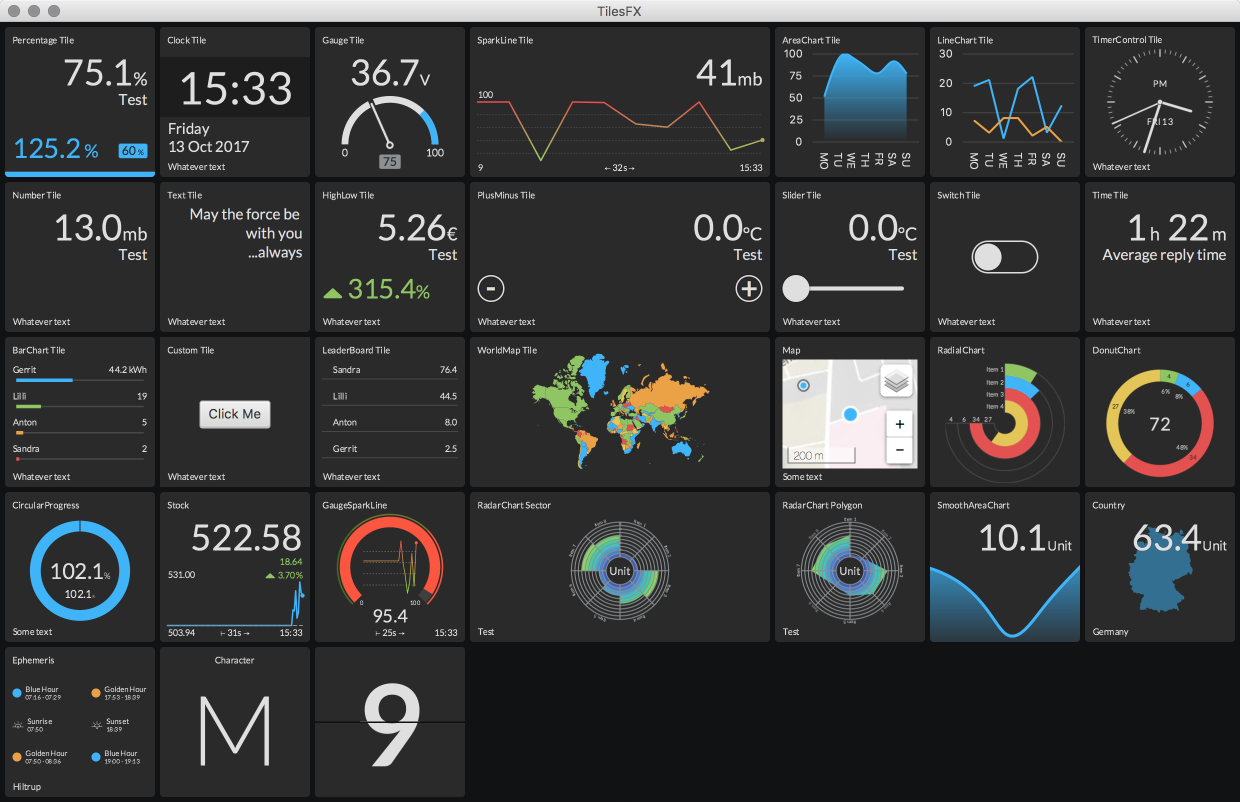 TilesFX
Percentage Tile
75.1%
Test
125.2 %
60 %
Clock Tile
15:33
Friday
13 Oct 2017
Whatever text
Gauge Tile
36.7V
0
100
75
SparkLine Tile
41mb
100
9
←32s→
15:33
AreaChart Tile
100
75
50
25
0
MO TU WE TH FR SA SU
LineChart Tile
30
20
10
0
MO TU WE TH FR SA SU
TimerControl Tile
PM
FRI 13
Whatever text
Number Tile
13.0mb
Test
Whatever text
Text Tile
May the force be
with you
...always
Whatever text
HighLow Tile
5.26€
Test
315.4%
Whatever text
PlusMinus Tile
0.0°C
Test
-
+
Whatever text
Slider Tile
0.0°C
Test
Whatever text
Switch Tile
Whatever text
Time Tile
1h 22m
Average reply time
Whatever text
BarChart Tile
Gerrit 44.2 kWh
Lilli 19
Anton 5
Sandra 2
Whatever text
Custom Tile
Click Me
Whatever text
LeaderBoard Tile
Sandra 76.4
Lilli 44.5
Anton 8.0
Gerrit 2.5
Whatever text
WorldMap Tile
Map
+
−
200 m
Some text
RadialChart
Item 1
Item 2
Item 3
Item 4
4 6 34 27
DonutChart
4
6
6%
8%
27
38%
72
48%
34
CircularProgress
102.1%
102.1%
Some text
Stock
522.58
18.64
531.00
3.70%
503.94
⊢ 31s →
15:33
GaugeSparkLine
0
100
95.4
⊢ 25s →
15:33
RadarChart Sector
Unit
Test
RadarChart Polygon
Unit
Test
SmoothAreaChart
10.1Unit
Country
63.4Unit
Germany
Ephemeris
Blue Hour
07:16 - 07:29
Golden Hour
17:53 - 18:39
Sunrise
07:50
Sunset
18:39
Golden Hour
07:50 - 08:36
Blue Hour
19:00 - 19:13
Hiltrup
Character
M
9